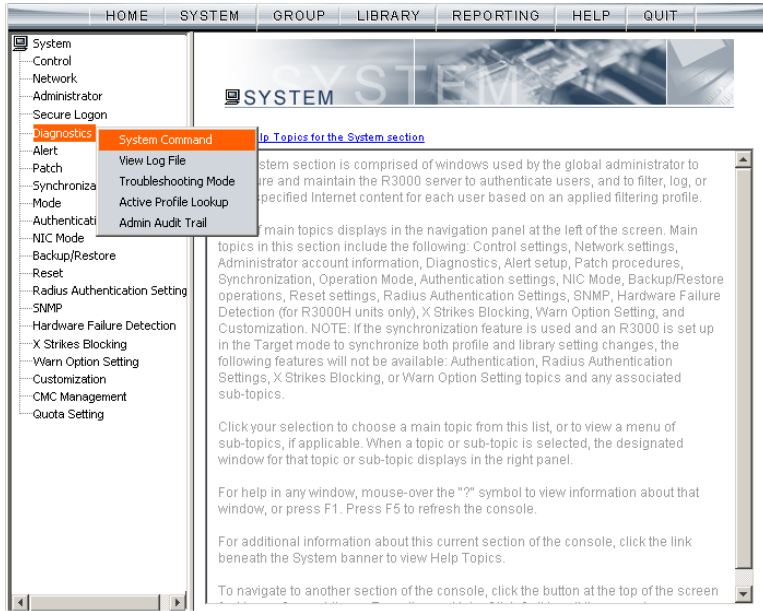 HOME SYSTEM GROUP LIBRARY REPORTING HELP QUIT
System
Control
Network
Administrator
Secure Logon
Diagnostics
Alert
Patch
Synchroniza
Mode
Authenticati
NIC Mode
Backup/Restore
Reset
Radius Authentication Setting
SNMP
Hardware Failure Detection
X Strikes Blocking
Warn Option Setting
Customization
CMC Management
Quota Setting
System Command
View Log File
Troubleshooting Mode
Active Profile Lookup
Admin Audit Trail
SYSTEM
SYSTEM
lp Topics for the System section
stem section is comprised of windows used by the global administrator to
ure and maintain the R3000 server to authenticate users, and to filter, log, or
specified Internet content for each user based on an applied filtering profile.
f main topics displays in the navigation panel at the left of the screen. Main
topics in this section include the following: Control settings, Network settings,
Administrator account information, Diagnostics, Alert setup, Patch procedures,
Synchronization, Operation Mode, Authentication settings, NIC Mode, Backup/Restore
operations, Reset settings, Radius Authentication Settings, SNMP, Hardware Failure
Detection (for R3000H units only), X Strikes Blocking, Warn Option Setting, and
Customization. NOTE: If the synchronization feature is used and an R3000 is set up
in the Target mode to synchronize both profile and library setting changes, the
following features will not be available: Authentication, Radius Authentication
Settings, X Strikes Blocking, or Warn Option Setting topics and any associated
sub-topics.
Click your selection to choose a main topic from this list, or to view a menu of
sub-topics, if applicable. When a topic or sub-topic is selected, the designated
window for that topic or sub-topic displays in the right panel.
For help in any window, mouse-over the "?" symbol to view information about that
window, or press F1. Press F5 to refresh the console.
For additional information about this current section of the console, click the link
beneath the System banner to view Help Topics.
To navigate to another section of the console, click the button at the top of the screen